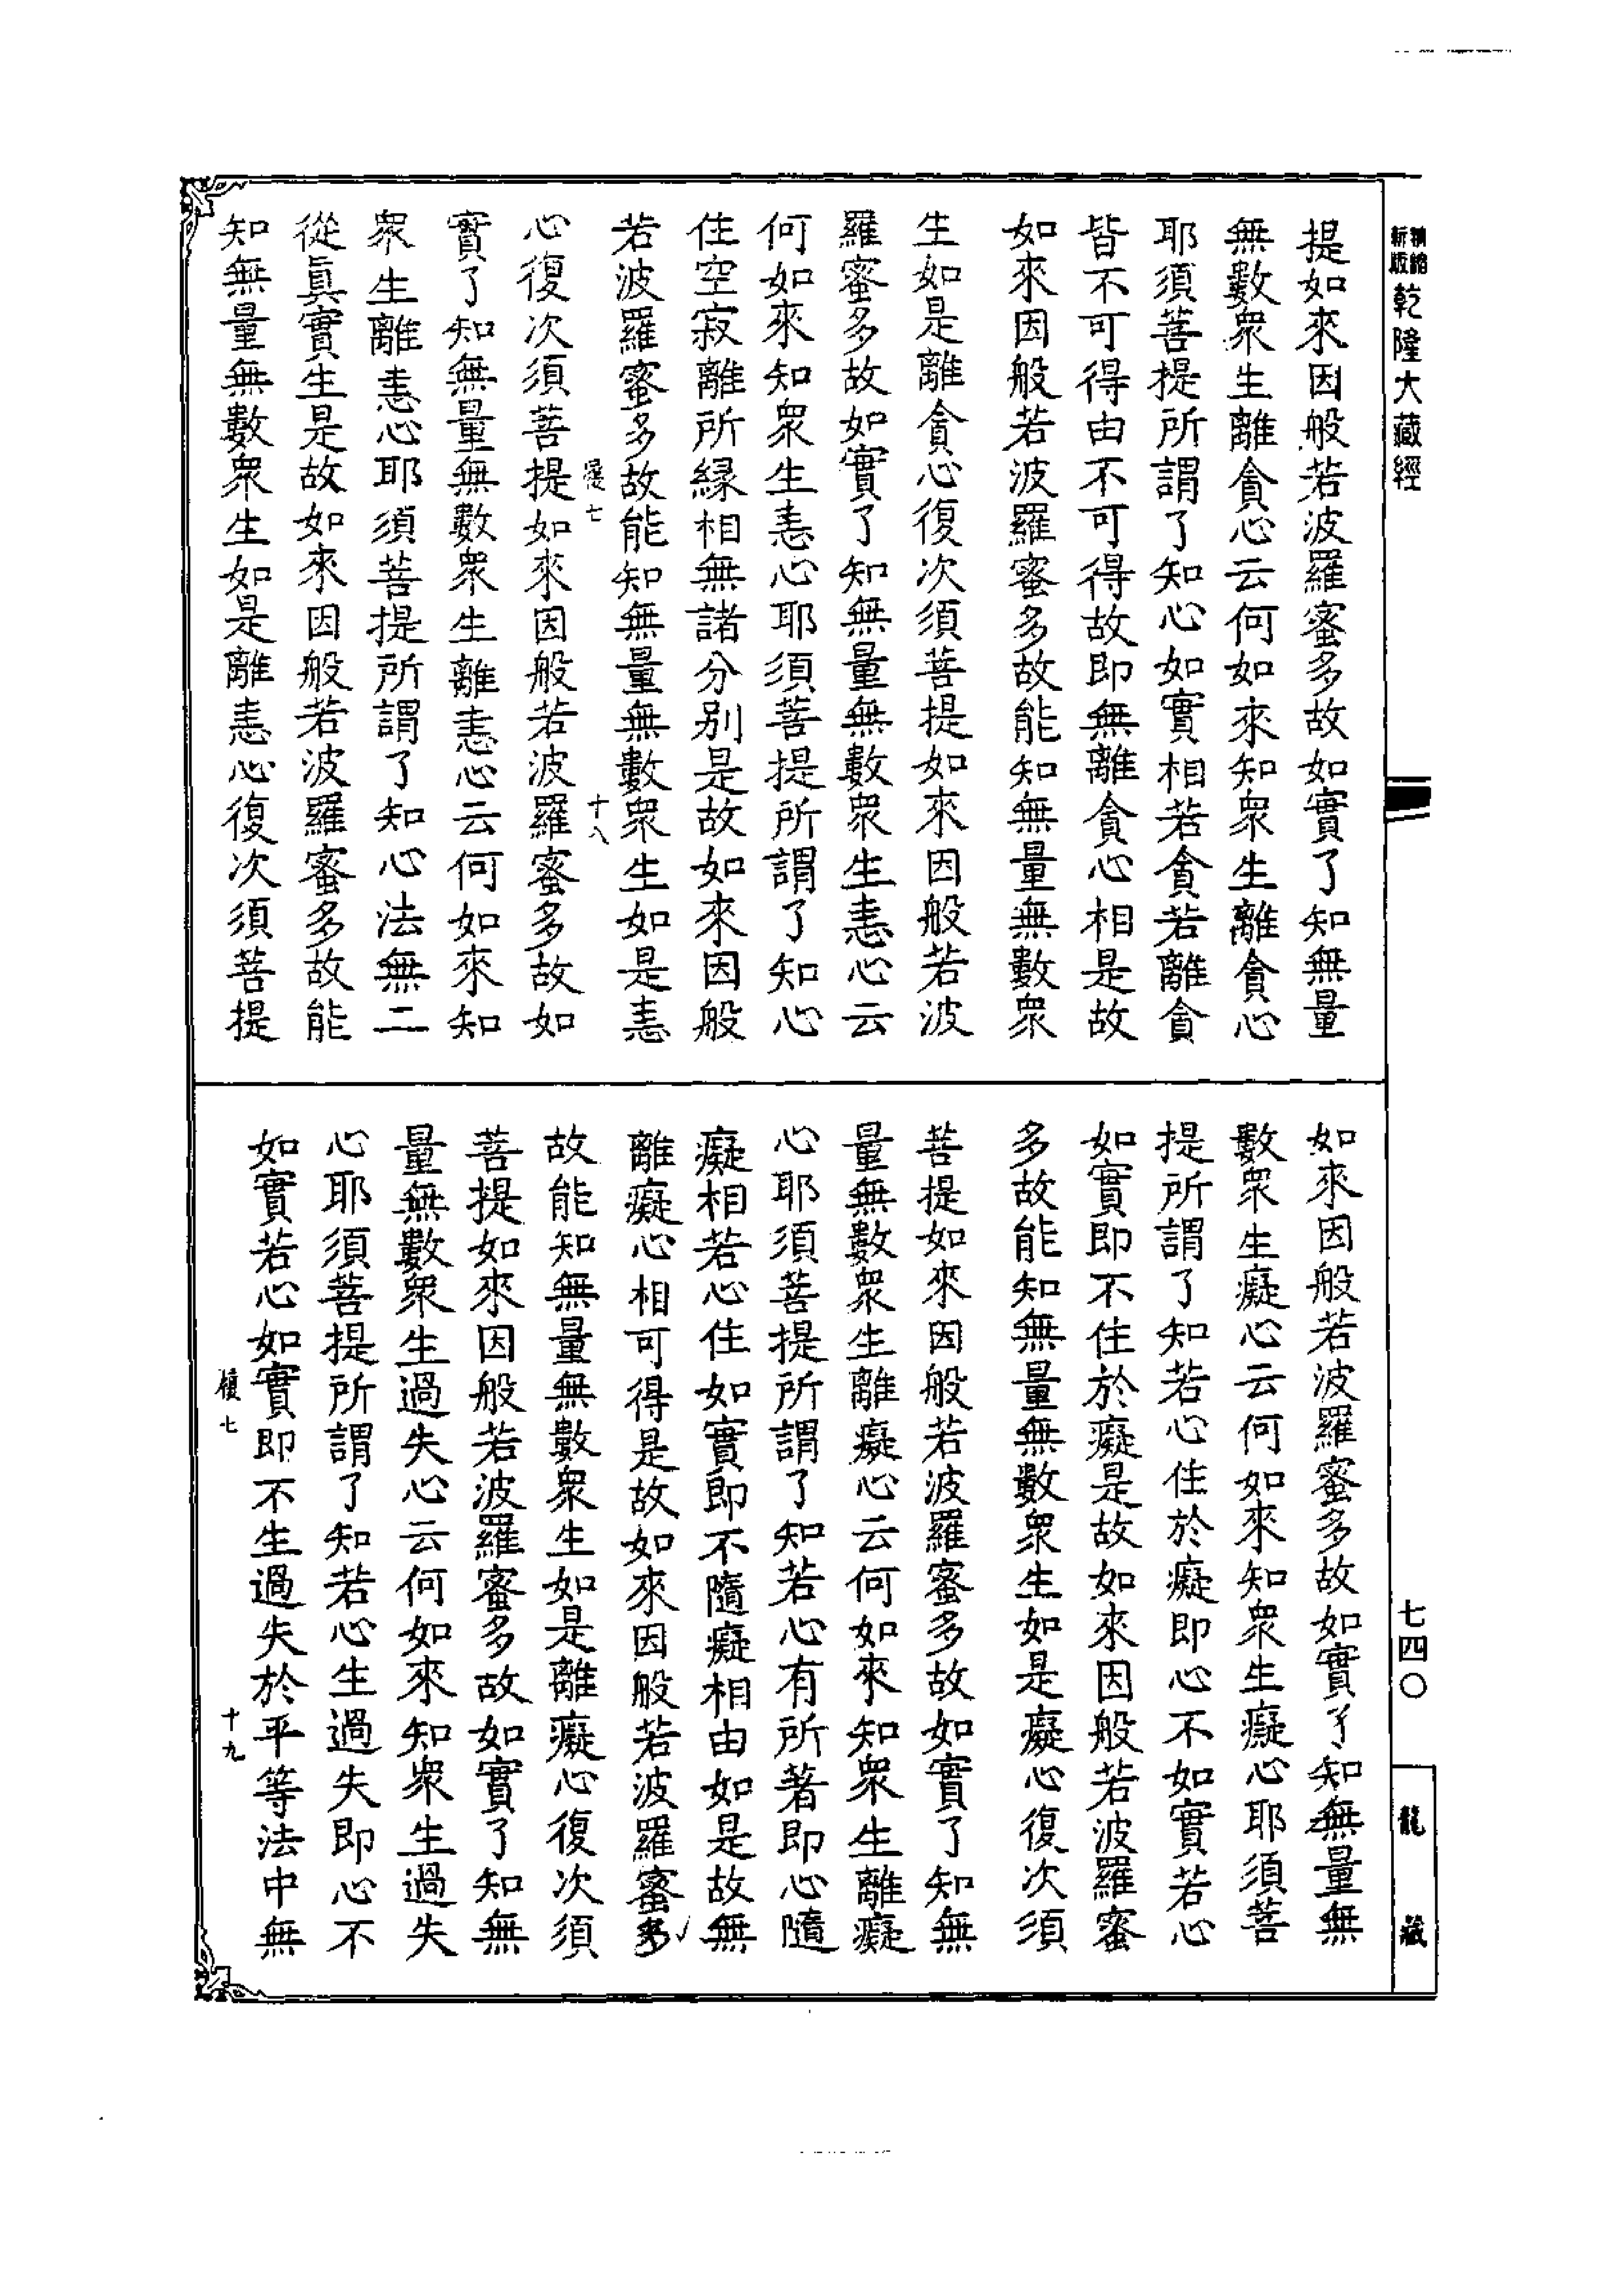 精縮新版乾隆大藏經
提如來因般若波羅蜜多故如實了知無量
無數衆生離貪心云何如來知衆生離貪心
耶須菩提所謂了知心如實相若貪若離貪
皆不可得由不可得故即無離貪心相是故
如來因般若波羅蜜多故能知無量無數衆
生如是離貪心復次須菩提如來因般若波
羅蜜多故如實了知無量無數衆生恚心云
何如來知衆生恚心耶須菩提所謂了知心
住空寂離所緣相無諸分别是故如來因般
若波羅蜜多故能知無量無數衆生如是恚
履七 十八
心復次須菩提如來因般若波羅蜜多故如
實了知無量無數衆生離恚心云何如來知
衆生離恚心耶須菩提所謂了知心法無二
從眞實生是故如來因般若波羅蜜多故能
知無量無數衆生如是離恚心復次須菩提
七四〇
龍藏
如來因般若波羅蜜多故如實了知無量無
數衆生癡心云何如來知衆生癡心耶須菩
提所謂了知若心住於癡即心不如實若心
如實即不住於癡是故如來因般若波羅蜜
多故能知無量無數衆生如是癡心復次須
菩提如來因般若波羅蜜多故如實了知無
量無數衆生離癡心云何如來知衆生離癡
心耶須菩提所謂了知若心有所著即心隨
癡相若心住如實即不隨癡相由如是故無
離癡心相可得是故如來因般若波羅蜜多
故能知無量無數衆生如是離癡心復次須
菩提如來因般若波羅蜜多故如實了知無
量無數衆生過失心云何如來知衆生過失
心耶須菩提所謂了知若心生過失即心不
如實若心如實即不生過失於平等法中無
履七 十九